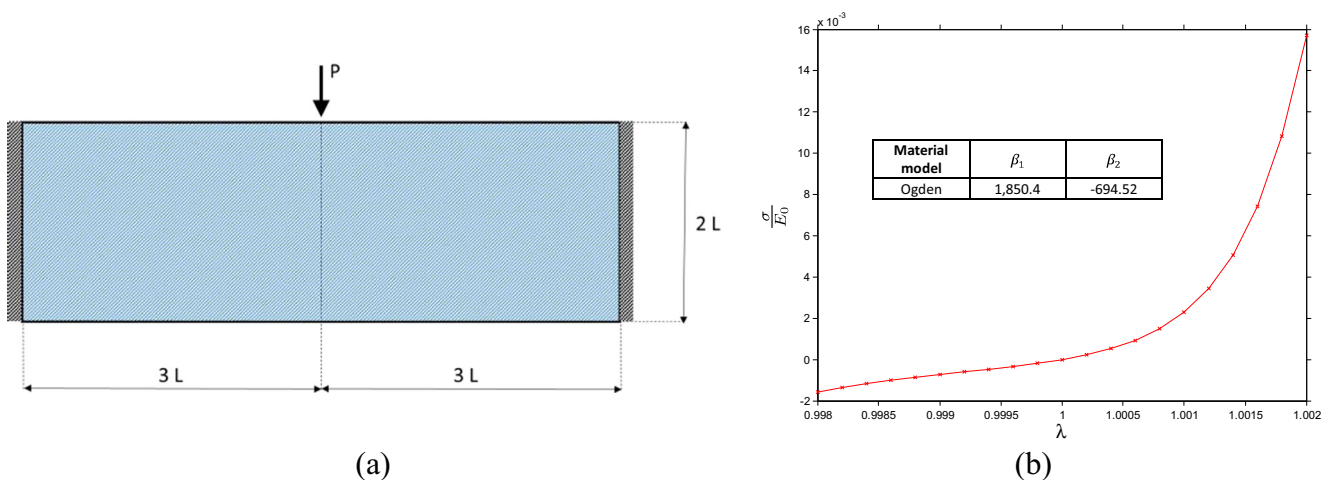 P
2 L
3 L
3 L
(a)
x 10⁻³
16
14
12
10
8
6
4
2
0
-2
σ/E₀
0.998
0.9985
0.999
0.9995
1
1.0005
1.001
1.0015
1.002
λ
Material model β₁ β₂
Ogden 1,850.4 -694.52
(b)